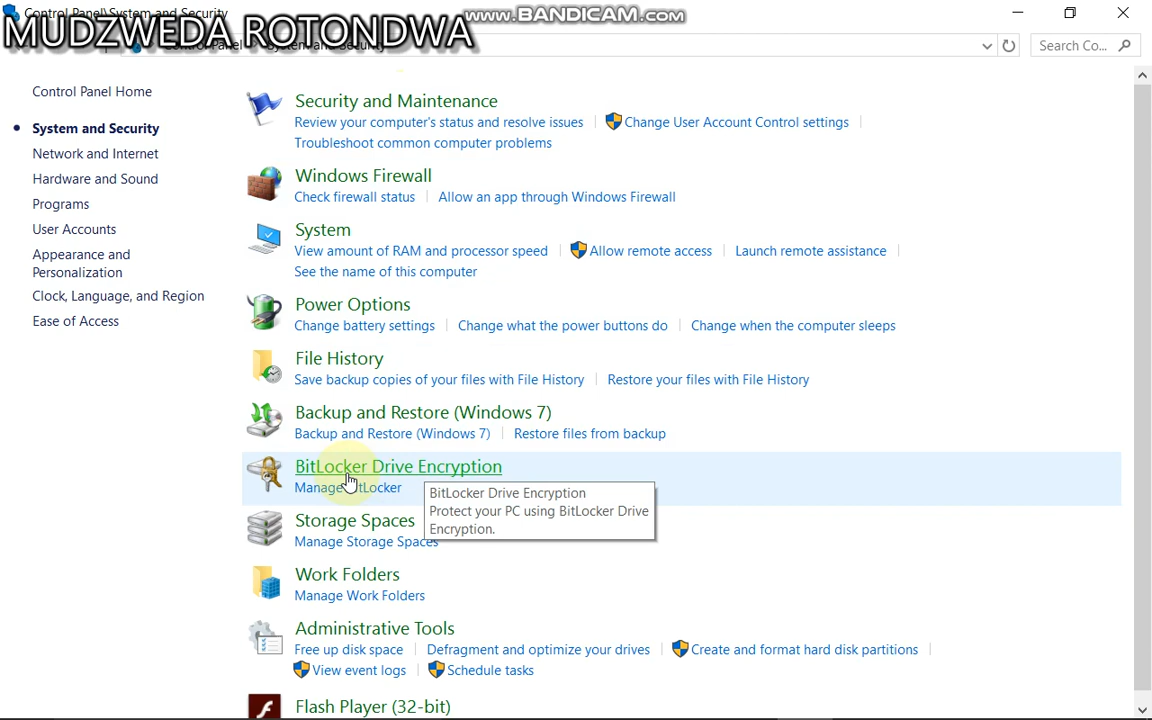 Control Panel\System and Security
www.BANDICAM.com
MUDZWEDA ROTONDWA
Search Co...
Control Panel Home
System and Security
Network and Internet
Hardware and Sound
Programs
User Accounts
Appearance and
Personalization
Clock, Language, and Region
Ease of Access
Security and Maintenance
Review your computer's status and resolve issues
Change User Account Control settings
Troubleshoot common computer problems
Windows Firewall
Check firewall status
Allow an app through Windows Firewall
System
View amount of RAM and processor speed
Allow remote access
Launch remote assistance
See the name of this computer
Power Options
Change battery settings
Change what the power buttons do
Change when the computer sleeps
File History
Save backup copies of your files with File History
Restore your files with File History
Backup and Restore (Windows 7)
Backup and Restore (Windows 7)
Restore files from backup
BitLocker Drive Encryption
Manage BitLocker
BitLocker Drive Encryption
Protect your PC using BitLocker Drive
Encryption.
Storage Spaces
Manage Storage Spaces
Work Folders
Manage Work Folders
Administrative Tools
Free up disk space
Defragment and optimize your drives
Create and format hard disk partitions
View event logs
Schedule tasks
Flash Player (32-bit)